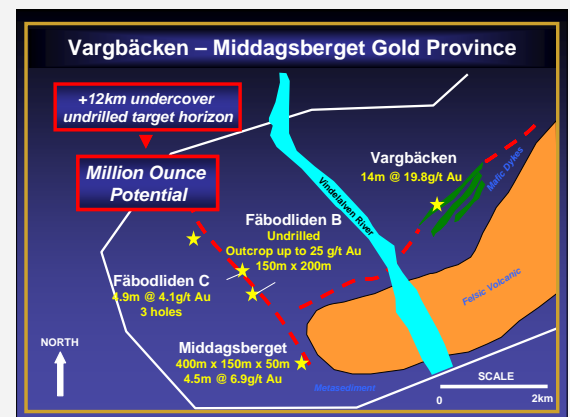 Vargbäcken – Middagsberget Gold Province
+12km undercover
undrilled target horizon
Million Ounce
Potential
Vargbäcken
14m @ 19.8g/t Au
Mafic Dykes
Vindelalven River
Fäbodliden B
Undrilled
Outcrop up to 25 g/t Au
150m x 200m
Fäbodliden C
4.9m @ 4.1g/t Au
3 holes
Felsic Volcanic
Middagsberget
400m x 150m x 50m
4.5m @ 6.9g/t Au
Metasediment
NORTH
SCALE
0 2km